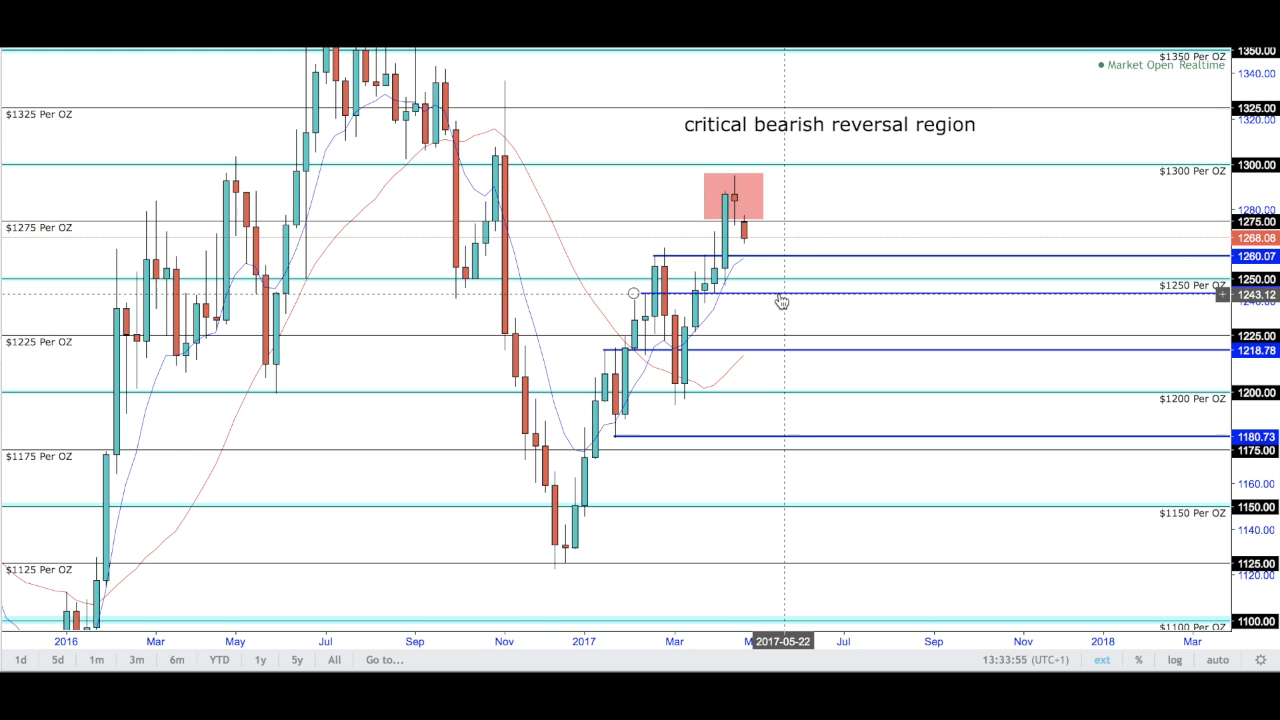 1350.00
$1350 Per OZ
Market Open Realtime
1340.00
1325.00
$1325 Per OZ
1320.00
critical bearish reversal region
1300.00
$1300 Per OZ
1280.00
1275.00
$1275 Per OZ
1268.08
1260.07
1250.00
$1250 Per OZ
1243.12
1225.00
$1225 Per OZ
1218.78
1200.00
$1200 Per OZ
1180.73
1175.00
$1175 Per OZ
1160.00
1150.00
$1150 Per OZ
1140.00
1125.00
$1125 Per OZ
1120.00
1100.00
$1100 Per OZ
2016 Mar May Jul Sep Nov 2017 Mar 2017-05-22 Jul Sep Nov 2018 Mar
1d 5d 1m 3m 6m YTD 1y 5y All Go to... 13:33:55 (UTC+1) ext % log auto